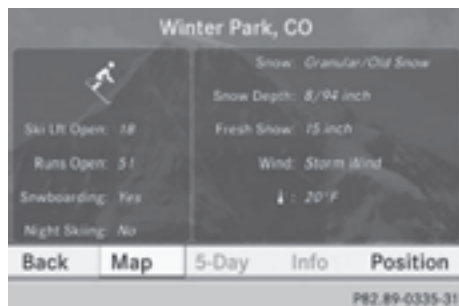 Winter Park, CO
Snow: Granular/Old Snow
Snow Depth: 8/94 inch
Ski Lift Open: 18
Fresh Snow: 15 inch
Runs Open: 51
Wind: Storm Wind
Snwboarding: Yes
: 20°F
Night Skiing: No
Back Map 5-Day Info Position
P82.89-0335-31